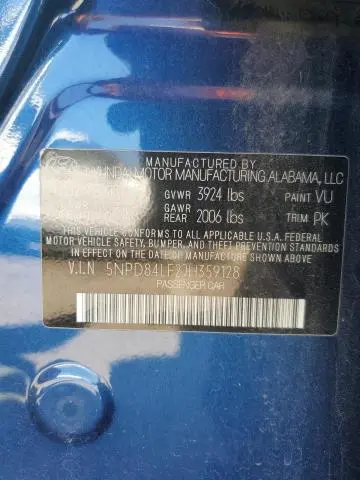 MANUFACTURED BY
HYUNDAI MOTOR MANUFACTURING ALABAMA, LLC
GVWR 3924 lbs PAINT VU
GAWR
REAR 2006 lbs TRIM PK
THIS VEHICLE CONFORMS TO ALL APPLICABLE U.S.A. FEDERAL
MOTOR VEHICLE SAFETY, BUMPER, AND THEFT PREVENTION STANDARDS
IN EFFECT ON THE DATE OF MANUFACTURE SHOWN ABOVE.
V.I.N 5NPD84LF2JH359128
PASSENGER CAR